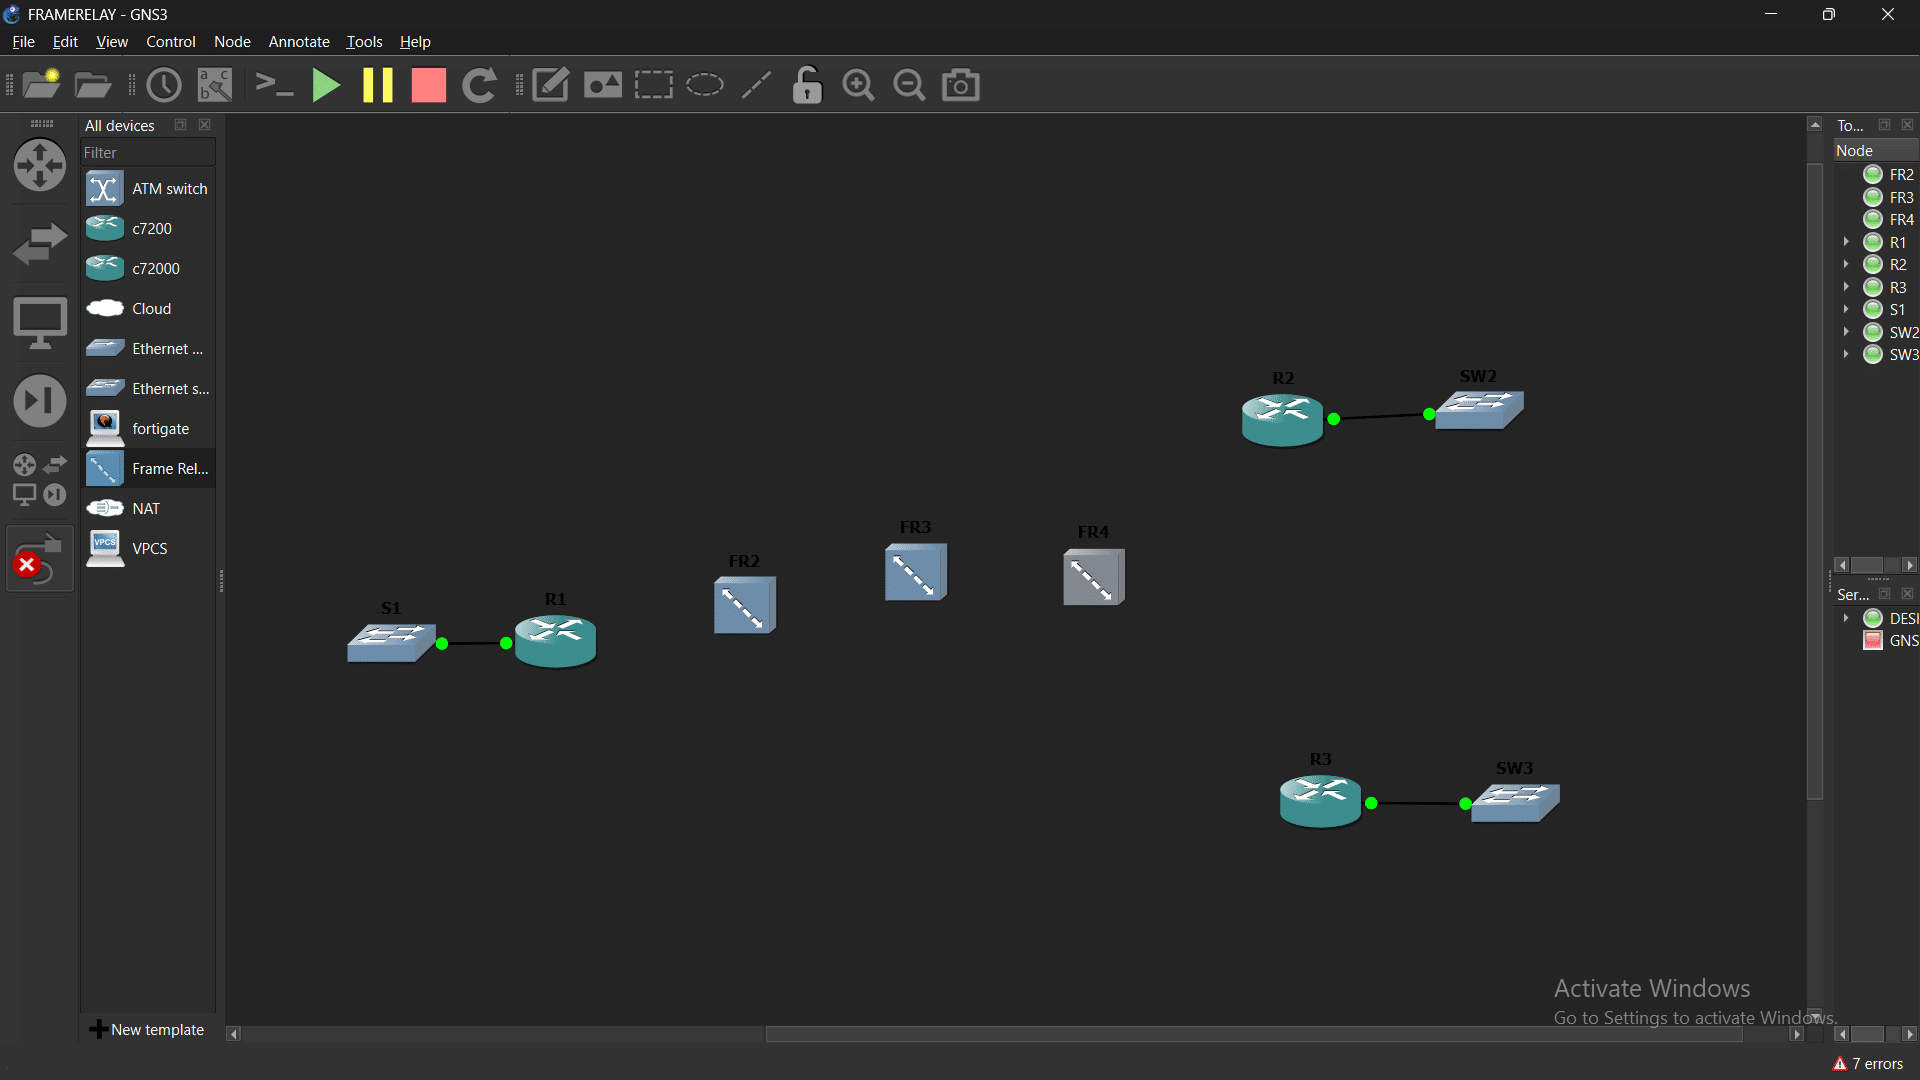 FRAMERELAY - GNS3
File Edit View Control Node Annotate Tools Help
All devices
Filter
ATM switch
c7200
c72000
Cloud
Ethernet ...
Ethernet s...
fortigate
Frame Rel...
NAT
VPCS
New template
R2
SW2
FR3
FR4
FR2
S1
R1
R3
SW3
To...
Node
FR2
FR3
FR4
R1
R2
R3
S1
SW2
SW3
Ser...
DESI
GNS
Activate Windows
Go to Settings to activate Windows.
7 errors